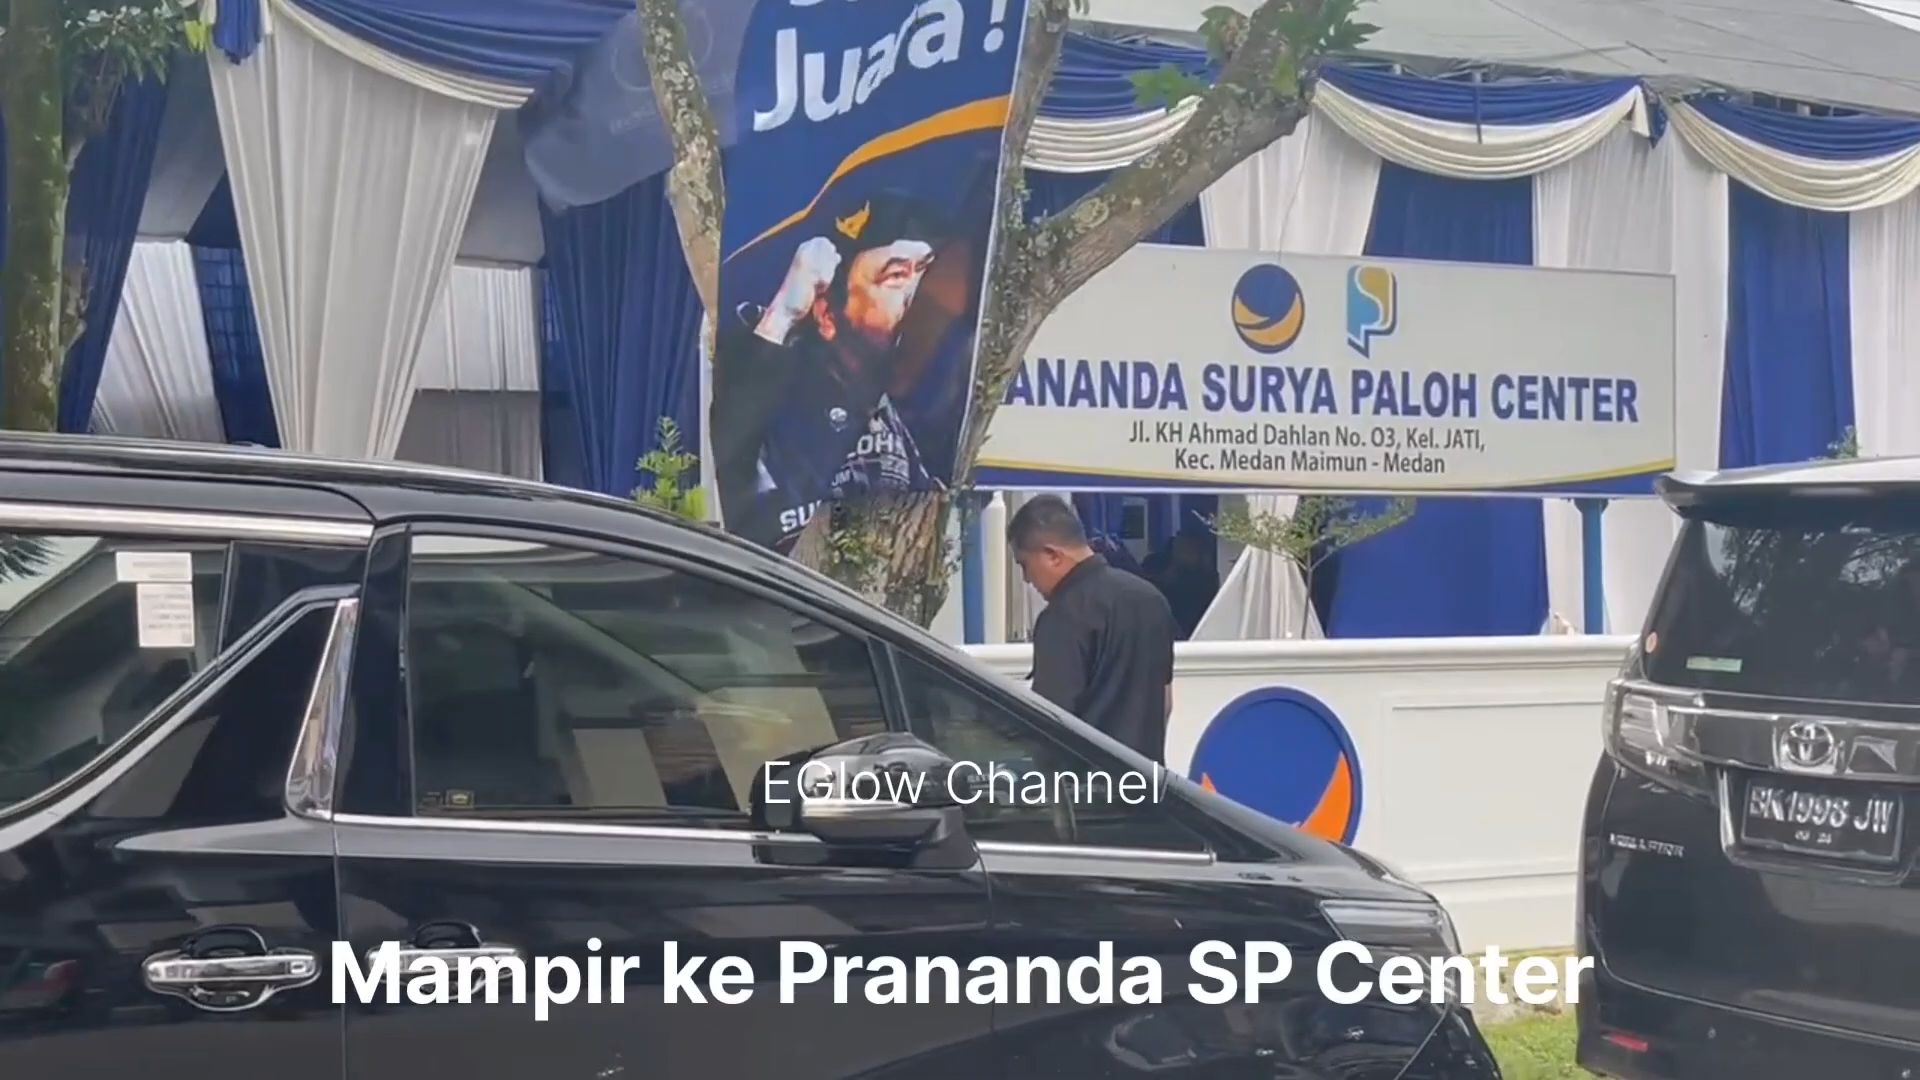 Juara!
ANANDA SURYA PALOH CENTER
Jl. KH Ahmad Dahlan No. 03, Kel. JATI,
Kec. Medan Maimun - Medan
EGlow Channel
BK 1998 JW
Mampir ke Prananda SP Center